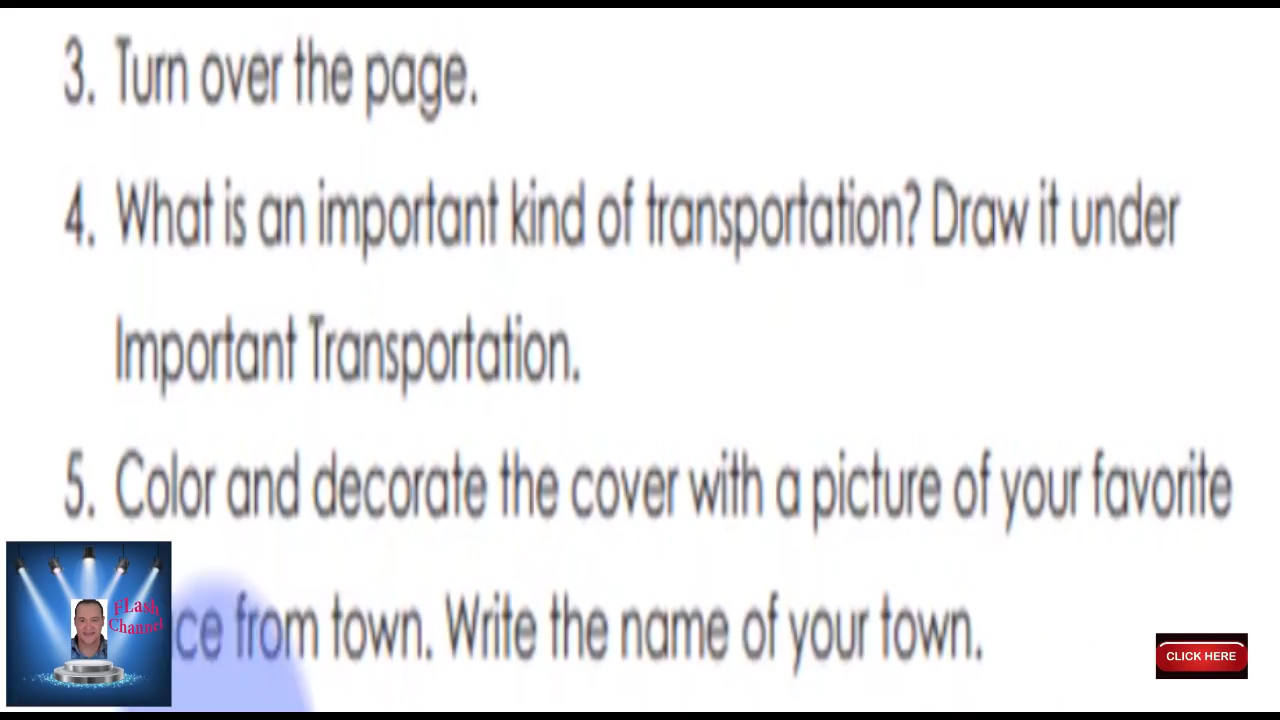 3. Turn over the page.
4. What is an important kind of transportation? Draw it under
Important Transportation.
5. Color and decorate the cover with a picture of your favorite
ce from town. Write the name of your town.
FLash
Channel
CLICK HERE